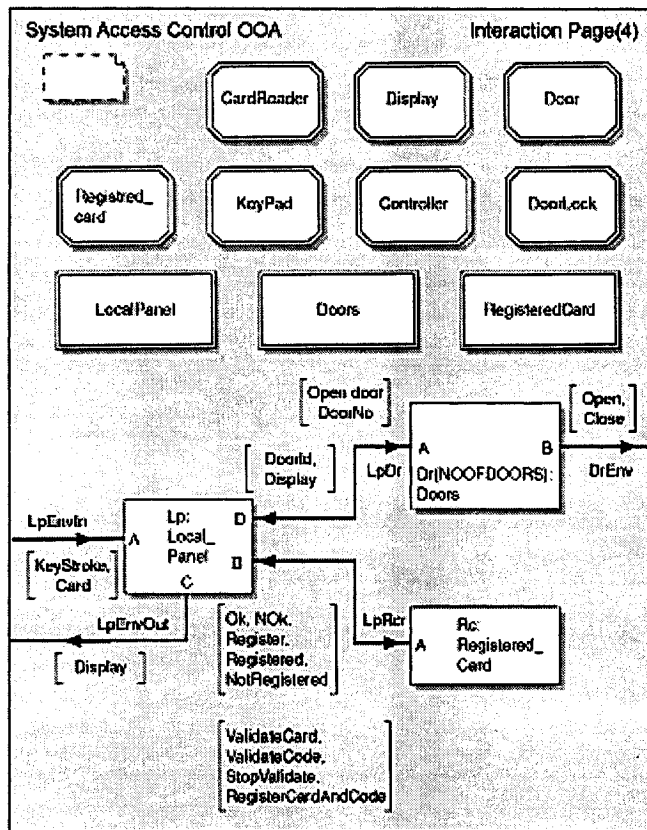 System Access Control OOA
Interaction Page(4)
CardReader
Display
Door
Registred_
card
KeyPad
Controller
DoorLock
LocalPanel
Doors
RegisteredCard
Open door
DoorNo
Open,
Close
DoorId,
Display
A
B
LpDr
Dr(NOOFDOORS):
Doors
DrEnv
LpEnvIn
A
Lp:
Local_
Panel
D
B
C
KeyStroke,
Card
LpEnvOut
Display
Ok, NOk,
Register,
Registered,
NotRegistered
LpRcr
A
Rc:
Registered_
Card
ValidateCard,
ValidateCode,
StopValidate,
RegisterCardAndCode